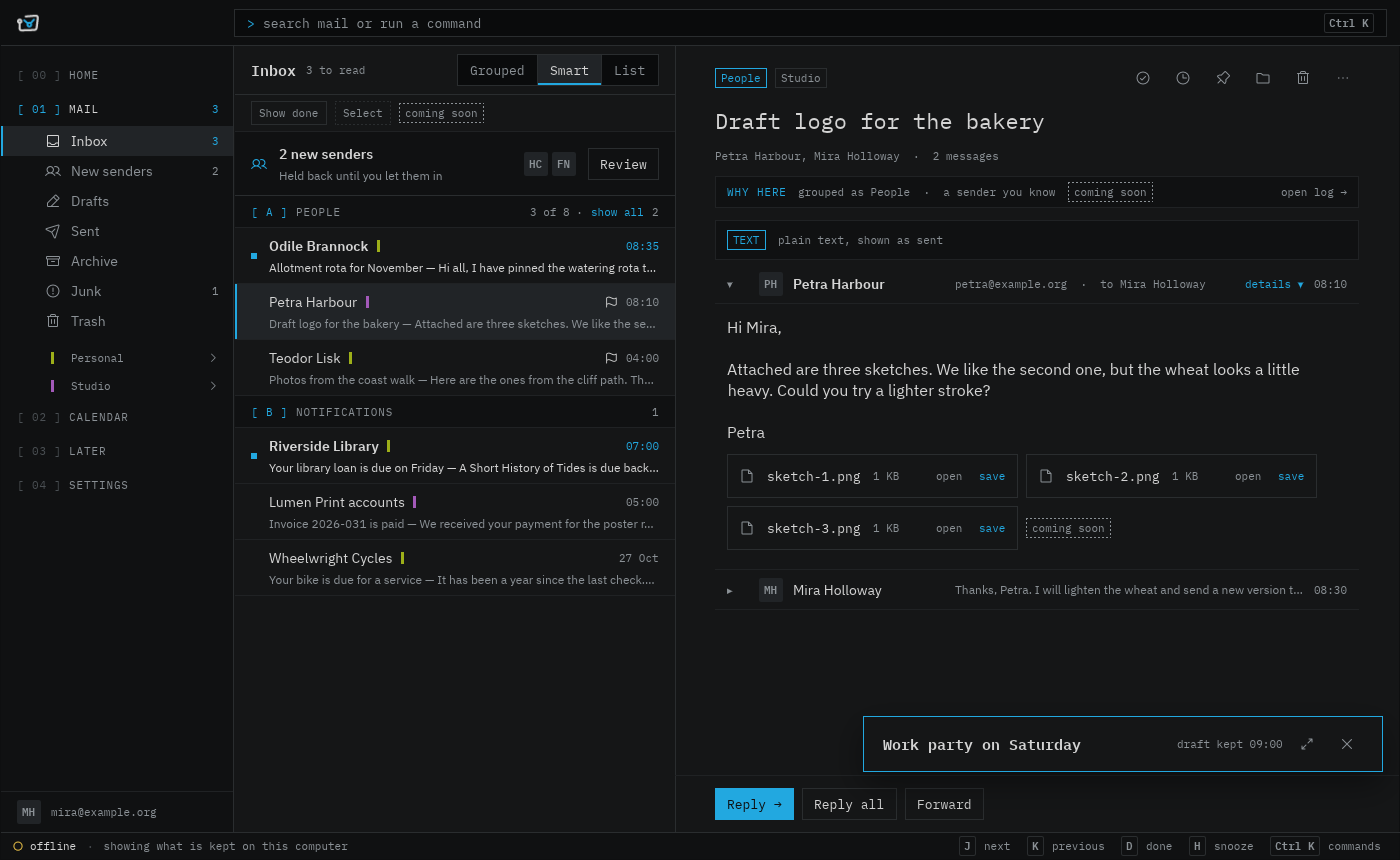 > search mail or run a command Ctrl K
[ 00 ] HOME
[ 01 ] MAIL 3
Inbox 3
New senders 2
Drafts
Sent
Archive
Junk 1
Trash
Personal
Studio
[ 02 ] CALENDAR
[ 03 ] LATER
[ 04 ] SETTINGS
MH mira@example.org
Inbox 3 to read Grouped Smart List
Show done Select coming soon
2 new senders
Held back until you let them in
HC FN Review
[ A ] PEOPLE 3 of 8 · show all 2
Odile Brannock 08:35
Allotment rota for November — Hi all, I have pinned the watering rota t…
Petra Harbour 08:10
Draft logo for the bakery — Attached are three sketches. We like the se…
Teodor Lisk 04:00
Photos from the coast walk — Here are the ones from the cliff path. Th…
[ B ] NOTIFICATIONS 1
Riverside Library 07:00
Your library loan is due on Friday — A Short History of Tides is due back…
Lumen Print accounts 05:00
Invoice 2026-031 is paid — We received your payment for the poster r…
Wheelwright Cycles 27 Oct
Your bike is due for a service — It has been a year since the last check.…
People Studio
Draft logo for the bakery
Petra Harbour, Mira Holloway · 2 messages
WHY HERE grouped as People · a sender you know coming soon open log →
TEXT plain text, shown as sent
▾ PH Petra Harbour petra@example.org · to Mira Holloway details ▾ 08:10
Hi Mira,
Attached are three sketches. We like the second one, but the wheat looks a little
heavy. Could you try a lighter stroke?
Petra
sketch-1.png 1 KB open save
sketch-2.png 1 KB open save
sketch-3.png 1 KB open save
coming soon
▸ MH Mira Holloway Thanks, Petra. I will lighten the wheat and send a new version t… 08:30
Work party on Saturday draft kept 09:00
Reply → Reply all Forward
offline · showing what is kept on this computer
J next K previous D done H snooze Ctrl K commands